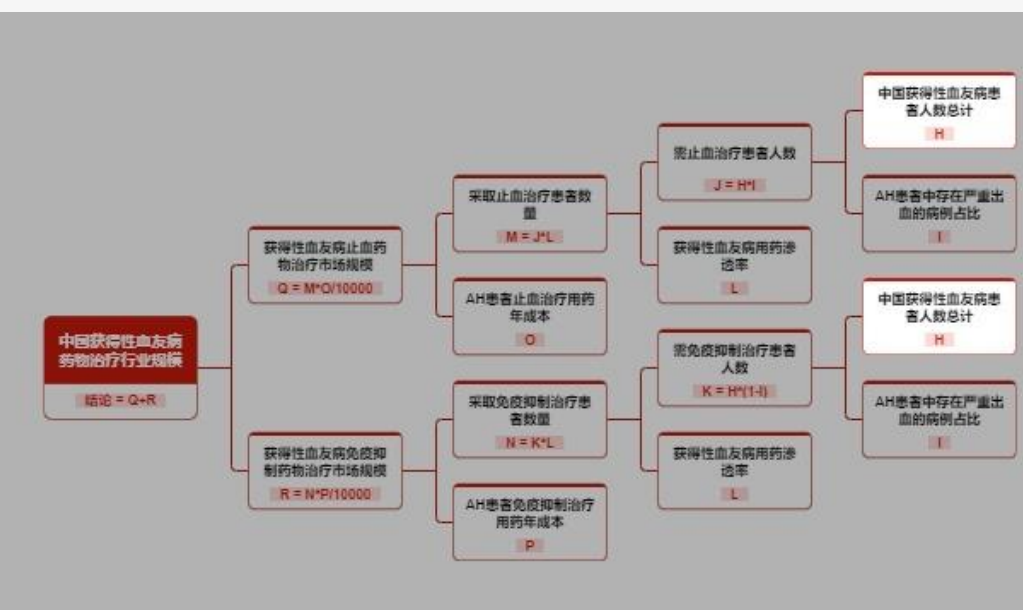 中国获得性血友病
药物治疗行业规模
结论 = Q+R
获得性血友病止血药
物治疗市场规模
Q = M*O/10000
获得性血友病免疫抑
制药物治疗市场规模
R = N*P/10000
采取止血治疗患者数
量
M = J*L
AH患者止血治疗用药
年成本
O
采取免疫抑制治疗患
者数量
N = K*L
AH患者免疫抑制治疗
用药年成本
P
需止血治疗患者人数
J = H*I
获得性血友病用药渗
透率
L
需免疫抑制治疗患者
人数
K = H*(1-I)
获得性血友病用药渗
透率
L
中国获得性血友病患
者人数总计
H
AH患者中存在严重出
血的病例占比
I
中国获得性血友病患
者人数总计
H
AH患者中存在严重出
血的病例占比
I